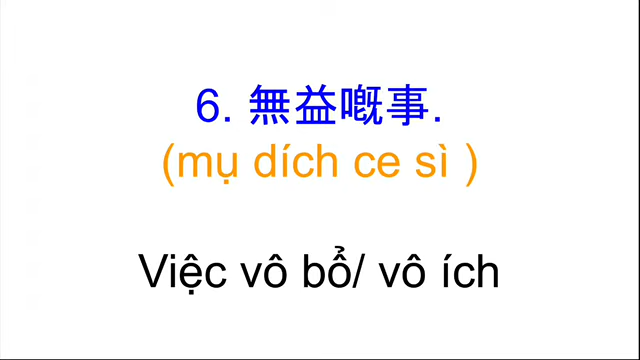 6. 無益嘅事.
(mụ dích ce sì )
Việc vô bổ/ vô ích